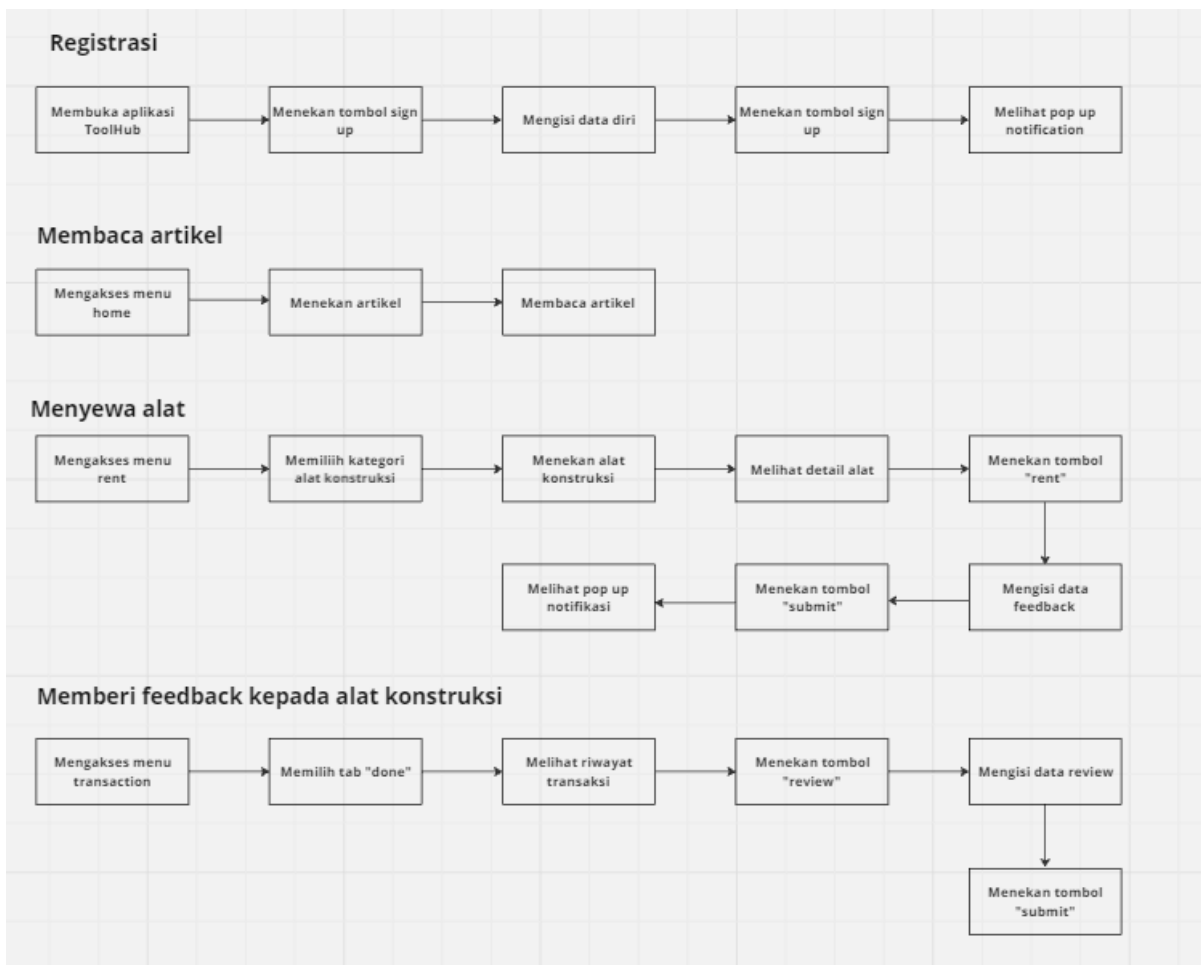 Registrasi
Membuka aplikasi
ToolHub
Menekan tombol sign
up
Mengisi data diri
Menekan tombol sign
up
Melihat pop up
notification
Membaca artikel
Mengakses menu
home
Menekan artikel
Membaca artikel
Menyewa alat
Mengakses menu
rent
Memiliih kategori
alat konstruksi
Menekan alat
konstruksi
Melihat detail alat
Menekan tombol
"rent"
Mengisi data
feedback
Menekan tombol
"submit"
Melihat pop up
notifikasi
Memberi feedback kepada alat konstruksi
Mengakses menu
transaction
Memilih tab "done"
Melihat riwayat
transaksi
Menekan tombol
"review"
Mengisi data review
Menekan tombol
"submit"